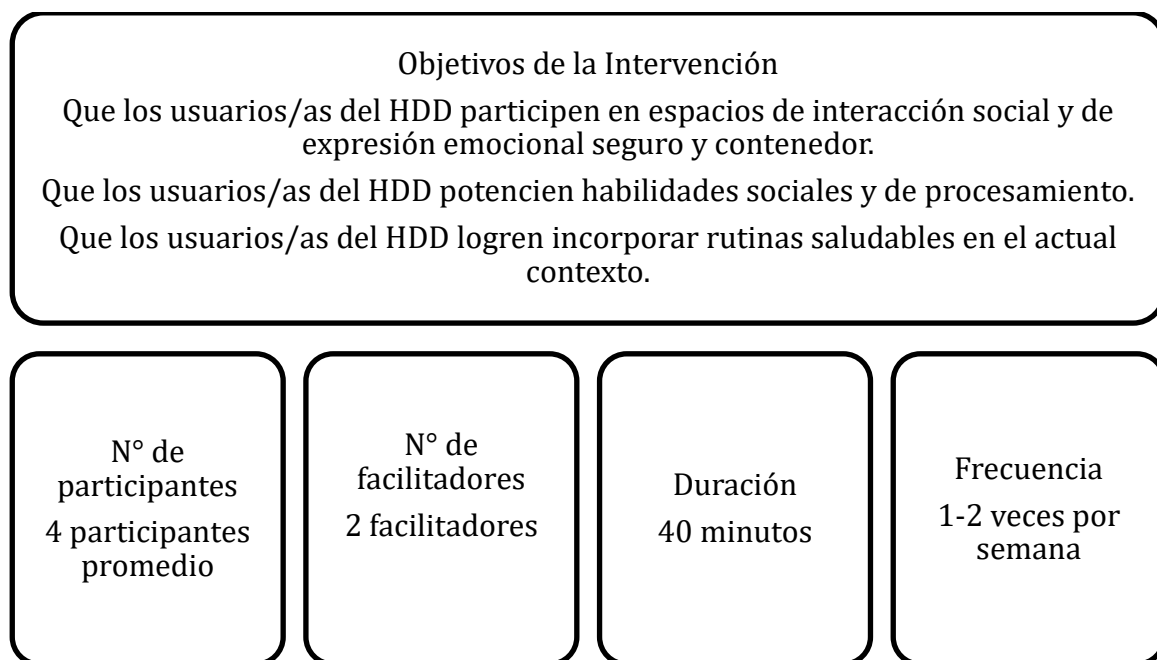 Objetivos de la Intervención
Que los usuarios/as del HDD participen en espacios de interacción social y de
expresión emocional seguro y contenedor.
Que los usuarios/as del HDD potencien habilidades sociales y de procesamiento.
Que los usuarios/as del HDD logren incorporar rutinas saludables en el actual
contexto.
N° de
participantes
4 participantes
promedio
N° de
facilitadores
2 facilitadores
Duración
40 minutos
Frecuencia
1-2 veces por
semana